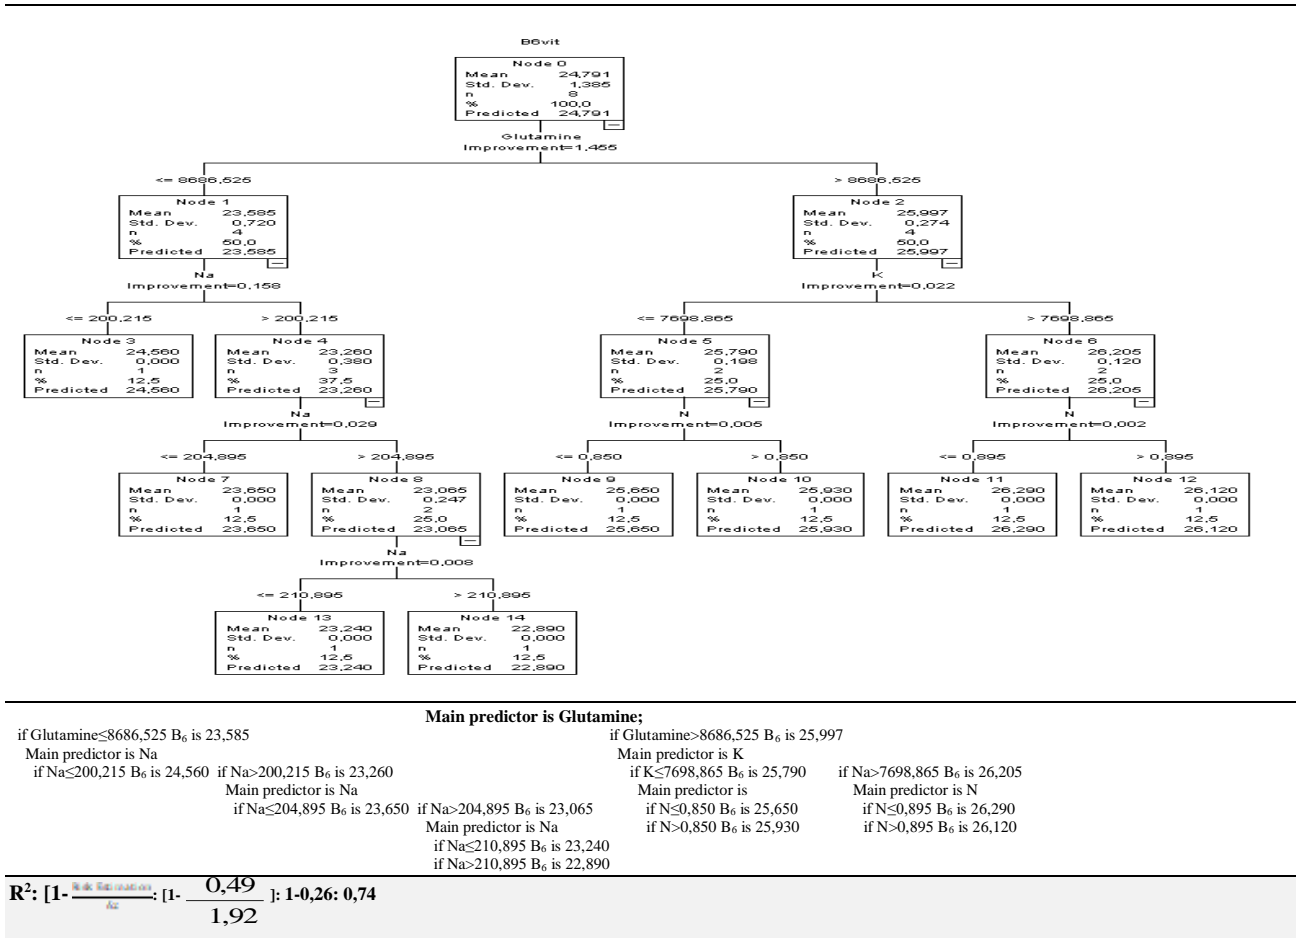 B6vit
Node 0
Mean 24,791
Std. Dev. 1,385
n 8
% 100,0
Predicted 24,791
Glutamine
Improvement=1,455
<= 8686,525
> 8686,525
Node 1
Mean 23,585
Std. Dev. 0,720
n 4
% 50,0
Predicted 23,585
Node 2
Mean 25,997
Std. Dev. 0,274
n 4
% 50,0
Predicted 25,997
Na
Improvement=0,158
K
Improvement=0,022
<= 200,215
> 200,215
<= 7698,865
> 7698,865
Node 3
Mean 24,560
Std. Dev. 0,000
n 1
% 12,5
Predicted 24,560
Node 4
Mean 23,260
Std. Dev. 0,380
n 3
% 37,5
Predicted 23,260
Node 5
Mean 25,790
Std. Dev. 0,198
n 2
% 25,0
Predicted 25,790
Node 6
Mean 26,205
Std. Dev. 0,120
n 2
% 25,0
Predicted 26,205
Na
Improvement=0,029
N
Improvement=0,005
N
Improvement=0,002
<= 204,895
> 204,895
<= 0,850
> 0,850
<= 0,895
> 0,895
Node 7
Mean 23,650
Std. Dev. 0,000
n 1
% 12,5
Predicted 23,650
Node 8
Mean 23,065
Std. Dev. 0,247
n 2
% 25,0
Predicted 23,065
Node 9
Mean 25,650
Std. Dev. 0,000
n 1
% 12,5
Predicted 25,650
Node 10
Mean 25,930
Std. Dev. 0,000
n 1
% 12,5
Predicted 25,930
Node 11
Mean 26,290
Std. Dev. 0,000
n 1
% 12,5
Predicted 26,290
Node 12
Mean 26,120
Std. Dev. 0,000
n 1
% 12,5
Predicted 26,120
Na
Improvement=0,008
<= 210,895
> 210,895
Node 13
Mean 23,240
Std. Dev. 0,000
n 1
% 12,5
Predicted 23,240
Node 14
Mean 22,890
Std. Dev. 0,000
n 1
% 12,5
Predicted 22,890
Main predictor is Glutamine;
if Glutamine≤8686,525 B₆ is 23,585 if Glutamine>8686,525 B₆ is 25,997
Main predictor is Na Main predictor is K
if Na≤200,215 B₆ is 24,560 if Na>200,215 B₆ is 23,260 if K≤7698,865 B₆ is 25,790 if Na>7698,865 B₆ is 26,205
Main predictor is Na Main predictor is Main predictor is N
if Na≤204,895 B₆ is 23,650 if Na>204,895 B₆ is 23,065 if N≤0,850 B₆ is 25,650 if N≤0,895 B₆ is 26,290
Main predictor is Na if N>0,850 B₆ is 25,930 if N>0,895 B₆ is 26,120
if Na≤210,895 B₆ is 23,240
if Na>210,895 B₆ is 22,890
R²: [1- : [1- 0,49 / 1,92 ]: 1-0,26: 0,74